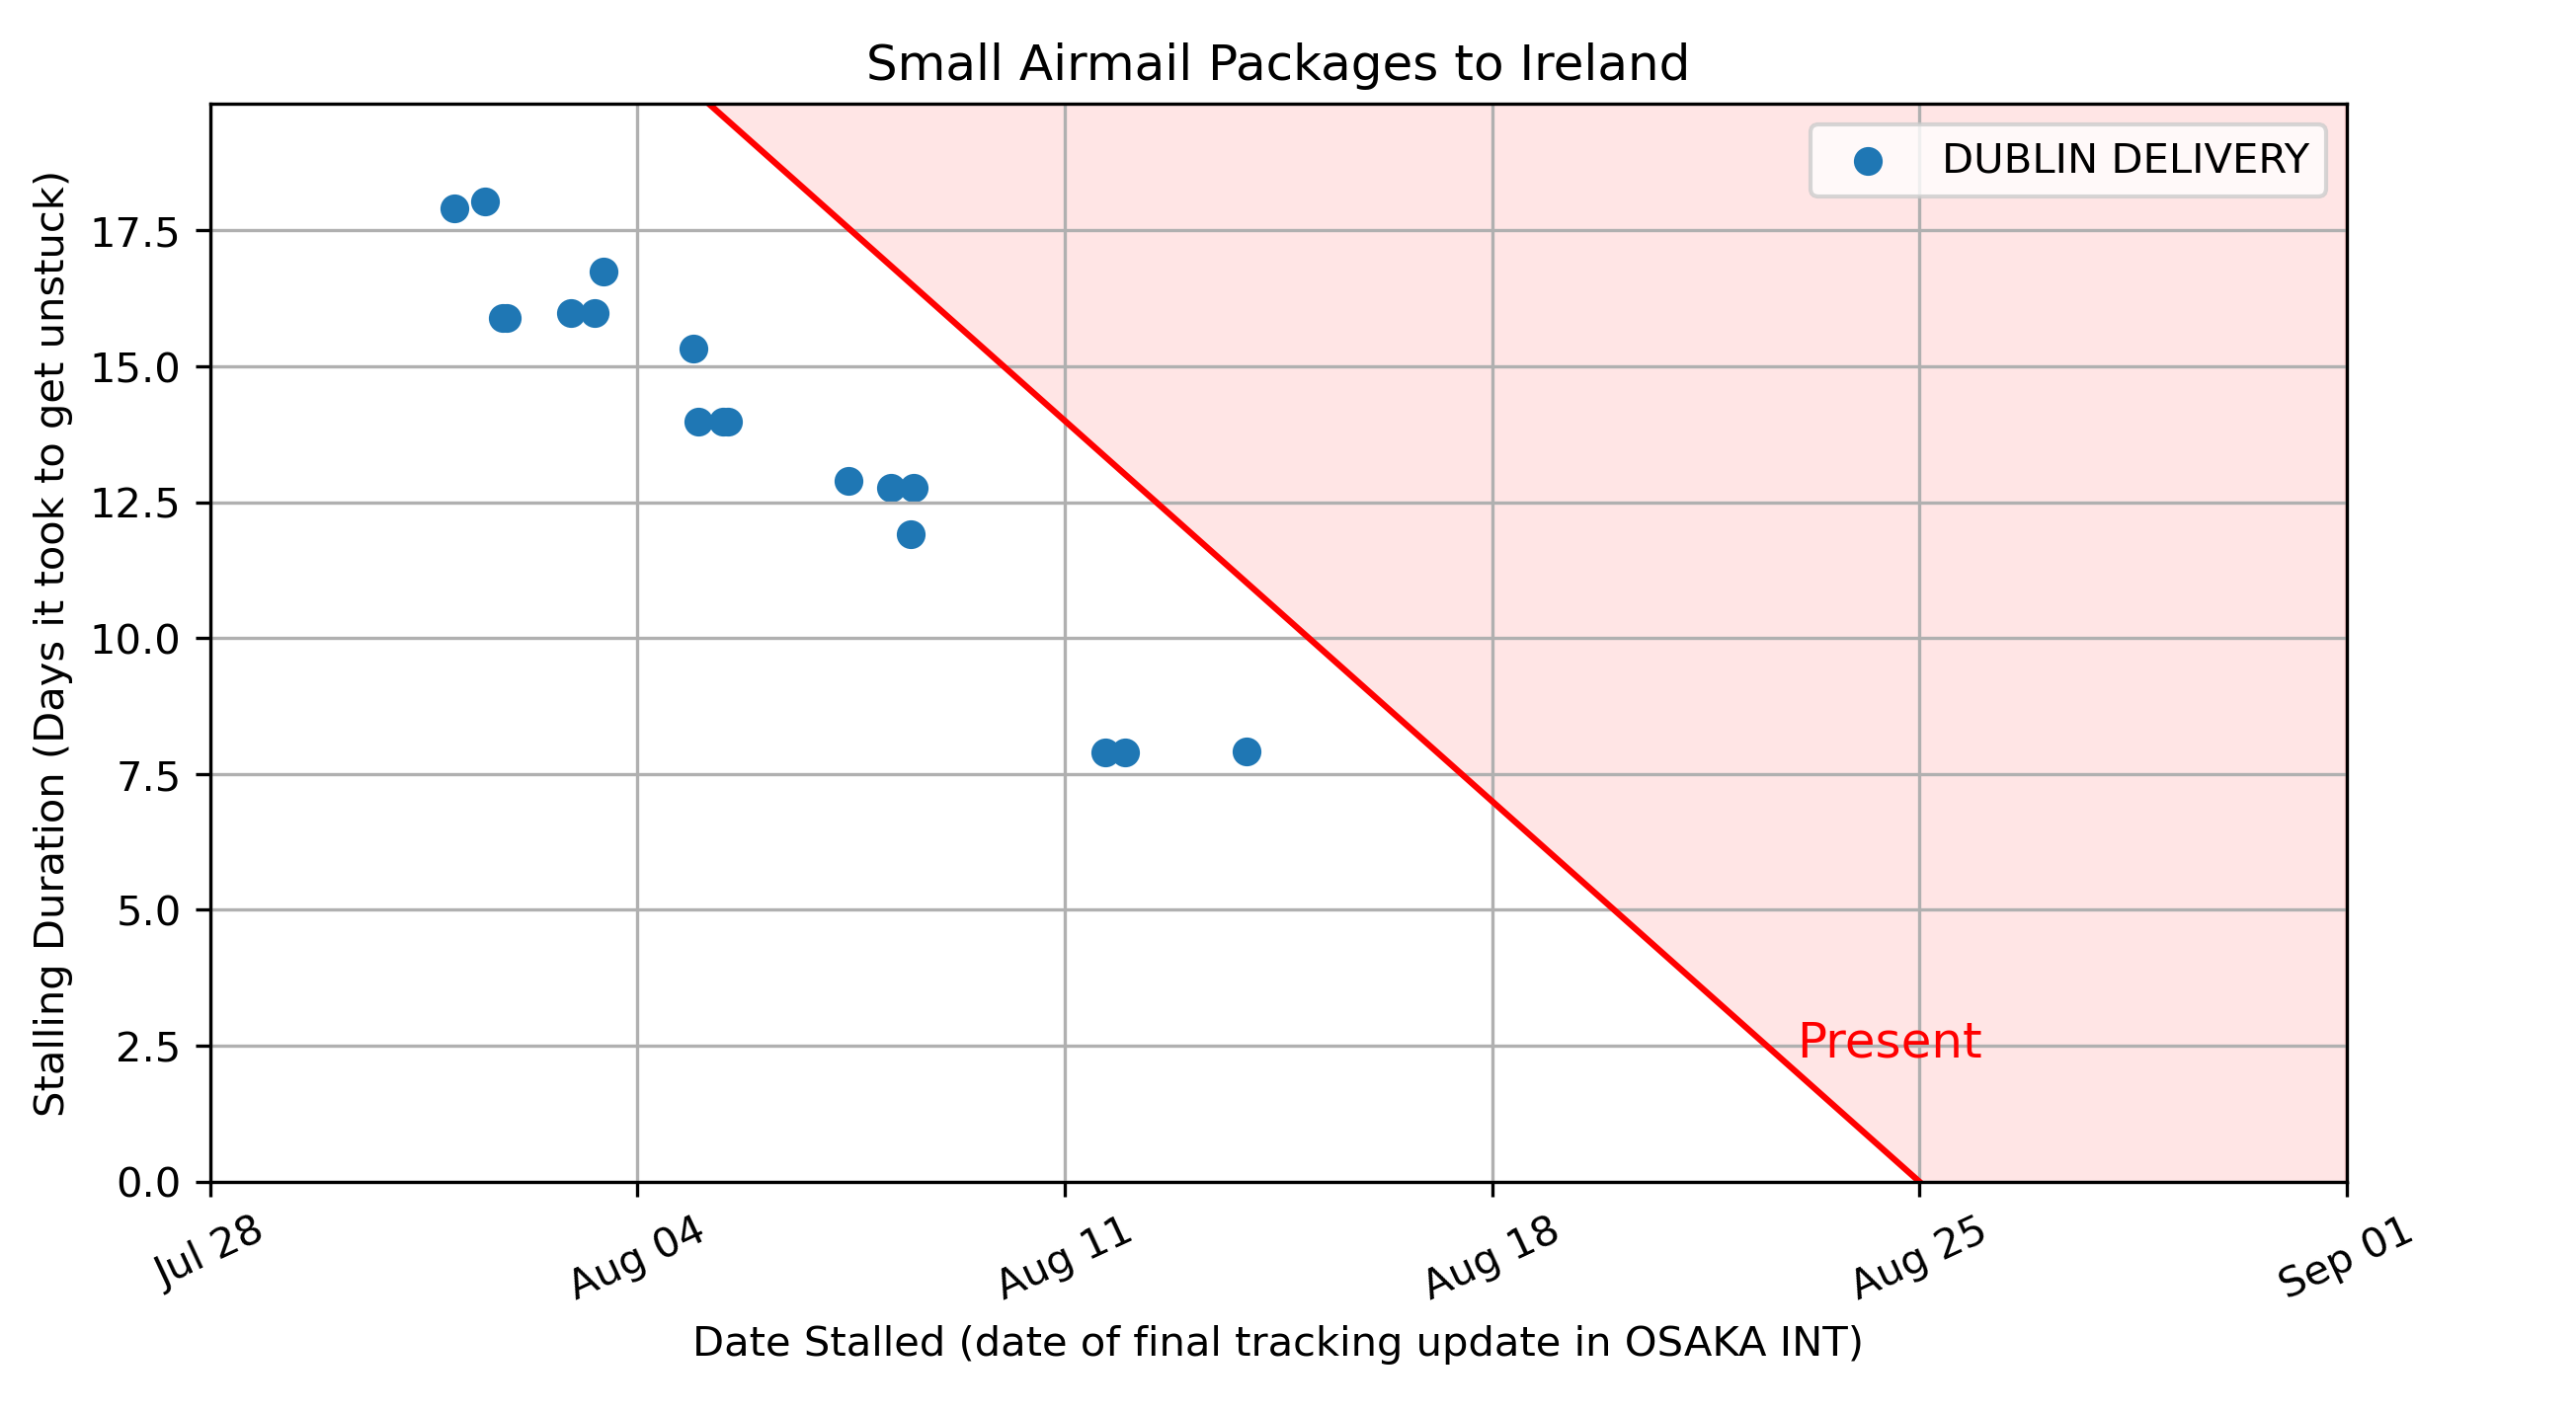 Small Airmail Packages to Ireland
DUBLIN DELIVERY
Stalling Duration (Days it took to get unstuck)
17.5
15.0
12.5
10.0
7.5
5.0
2.5
0.0
Present
Jul 28
Aug 04
Aug 11
Aug 18
Aug 25
Sep 01
Date Stalled (date of final tracking update in OSAKA INT)